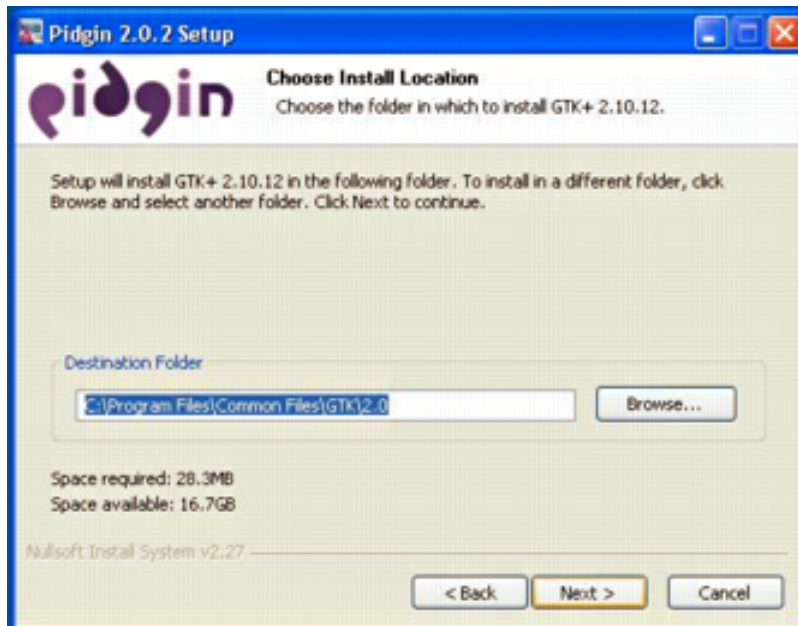 Pidgin 2.0.2 Setup
pidgin
Choose Install Location
Choose the folder in which to install GTK+ 2.10.12.
Setup will install GTK+ 2.10.12 in the following folder. To install in a different folder, click
Browse and select another folder. Click Next to continue.
Destination Folder
C:\Program Files\Common Files\GTK\2.0
Browse...
Space required: 28.3MB
Space available: 16.7GB
Nullsoft Install System v2.27
< Back
Next >
Cancel